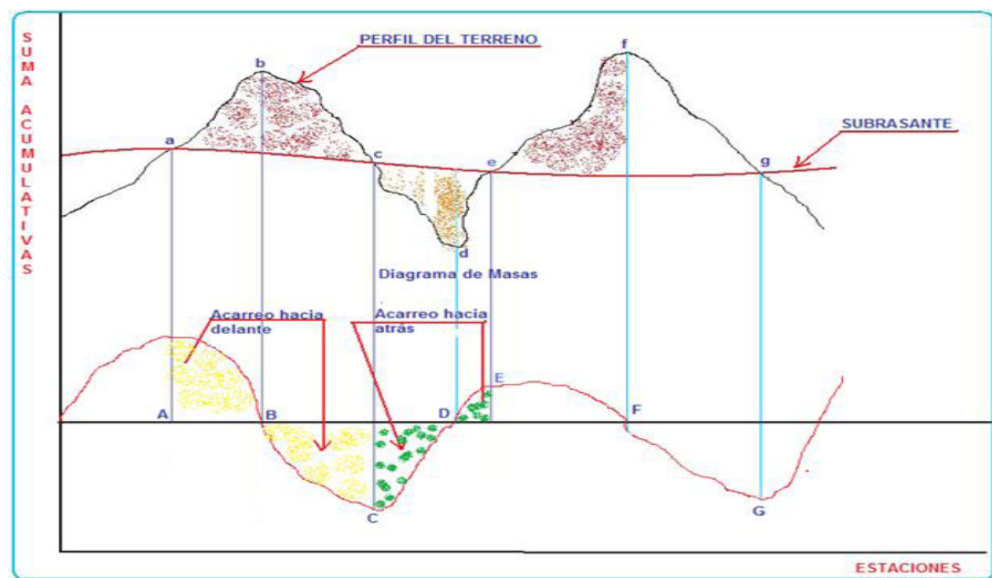 SUMA ACUMULATIVAS
PERFIL DEL TERRENO
f
b
SUBRASANTE
a
c
e
g
d
Diagrama de Masas
Acarreo hacia
delante
Acarreo hacia
atrás
E
A
B
D
F
C
G
ESTACIONES